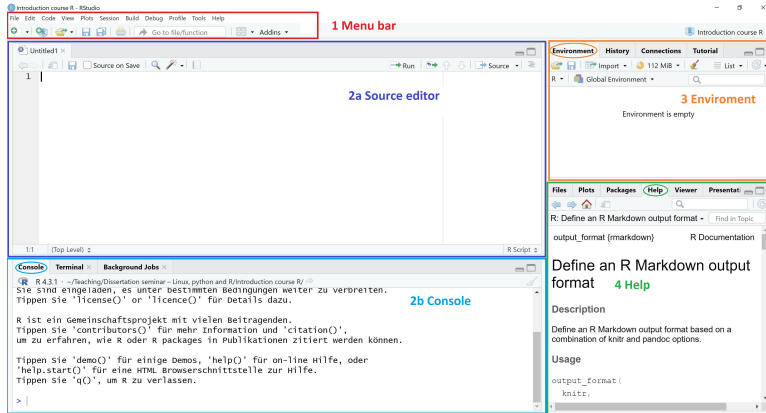 Introduction course R - RStudio
File Edit Code View Plots Session Build Debug Profile Tools Help
Go to file/function
Addins
1 Menu bar
Introduction course R
Untitled1
Source on Save
Run
Source
1
2a Source editor
1:1 (Top Level)
R Script
Console Terminal Background Jobs
R 4.3.1 · ~/Teaching/Dissertation seminar – Linux, python and R/Introduction course R/
Sie sind eingeladen, es unter bestimmten Bedingungen weiter zu verbreiten.
Tippen Sie 'license()' or 'licence()' für Details dazu.
2b Console
R ist ein Gemeinschaftsprojekt mit vielen Beitragenden.
Tippen Sie 'contributors()' für mehr Information und 'citation()',
um zu erfahren, wie R oder R packages in Publikationen zitiert werden können.
Tippen Sie 'demo()' für einige Demos, 'help()' für on-line Hilfe, oder
'help.start()' für eine HTML Browserschnittstelle zur Hilfe.
Tippen Sie 'q()', um R zu verlassen.
>
Environment History Connections Tutorial
Import
112 MiB
List
R
Global Environment
3 Enviroment
Environment is empty
Files Plots Packages Help Viewer Presentati
R: Define an R Markdown output format
Find in Topic
output_format {rmarkdown}
R Documentation
Define an R Markdown output
format
4 Help
Description
Define an R Markdown output format based on a
combination of knitr and pandoc options.
Usage
output_format(
knitr,